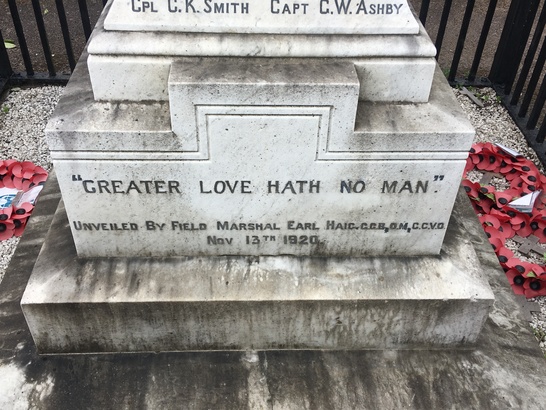 CPL C.K. SMITH CAPT C.W. ASHBY
"GREATER LOVE HATH NO MAN".
UNVEILED BY FIELD MARSHAL EARL HAIG. G.C.B, O.M, G.C.V.O.
NOV 13TH 1920.